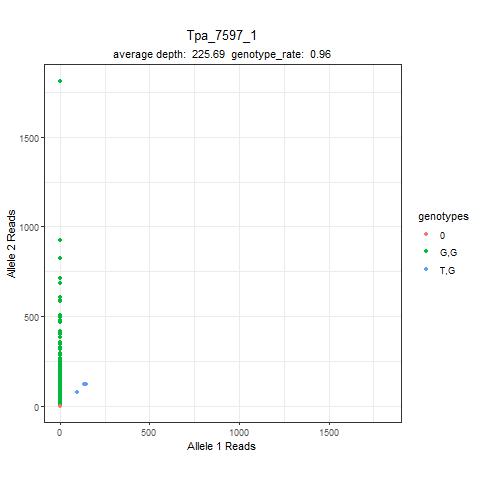 Tpa_7597_1
average depth: 225.69 genotype_rate: 0.96
Allele 2 Reads
1500
1000
500
0
0
500
1000
1500
Allele 1 Reads
genotypes
0
G,G
T,G